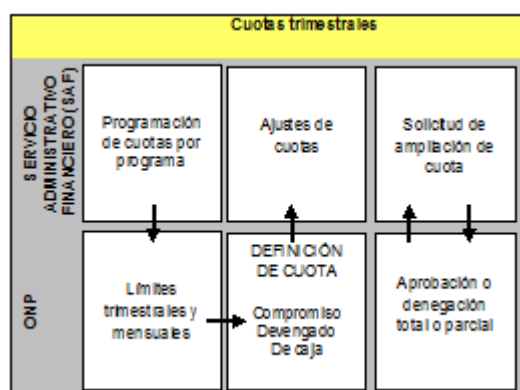 Cuotas trimestrales
SERVICIO
ADMINISTRATIVO
FINANCIERO (SAF)
Programación
de cuotas por
programa
Ajustes de
cuotas
Solicitud de
ampliación de
cuota
ONP
Límites
trimestrales y
mensuales
DEFINICIÓN
DE CUOTA
Compromiso
Devengado
De caja
Aprobación o
denegación
total o parcial